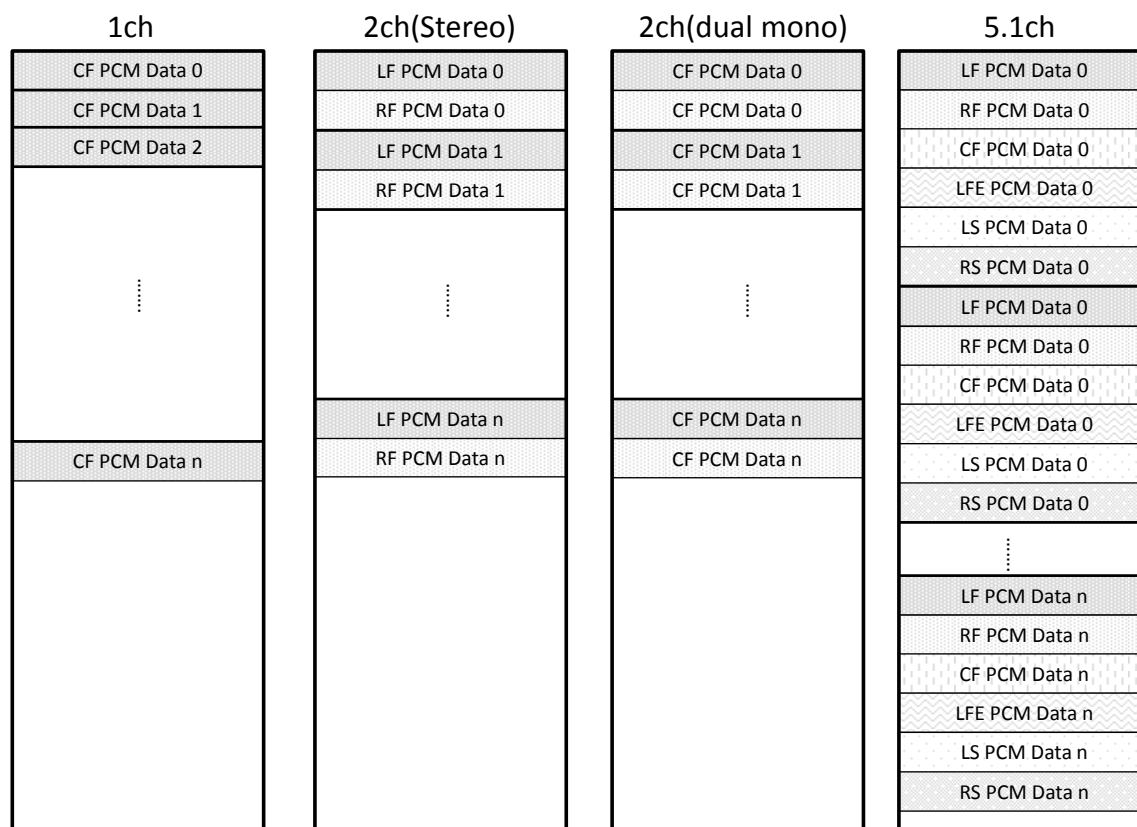 1ch
CF PCM Data 0
CF PCM Data 1
CF PCM Data 2
CF PCM Data n
2ch(Stereo)
LF PCM Data 0
RF PCM Data 0
LF PCM Data 1
RF PCM Data 1
LF PCM Data n
RF PCM Data n
2ch(dual mono)
CF PCM Data 0
CF PCM Data 0
CF PCM Data 1
CF PCM Data 1
CF PCM Data n
CF PCM Data n
5.1ch
LF PCM Data 0
RF PCM Data 0
CF PCM Data 0
LFE PCM Data 0
LS PCM Data 0
RS PCM Data 0
LF PCM Data 0
RF PCM Data 0
CF PCM Data 0
LFE PCM Data 0
LS PCM Data 0
RS PCM Data 0
LF PCM Data n
RF PCM Data n
CF PCM Data n
LFE PCM Data n
LS PCM Data n
RS PCM Data n